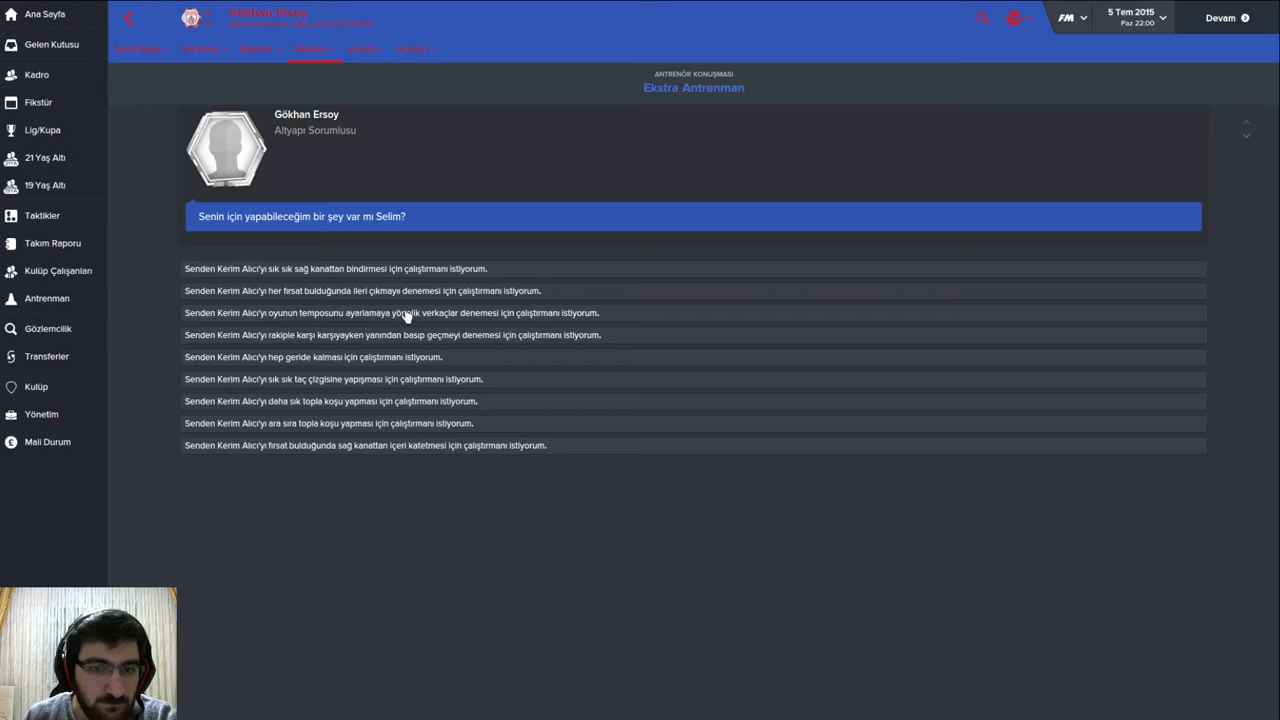 Ana Sayfa
Gelen Kutusu
Kadro
Fikstür
Lig/Kupa
21 Yaş Altı
19 Yaş Altı
Taktikler
Takım Raporu
Kulüp Çalışanları
Antrenman
Gözlemcilik
Transferler
Kulüp
Yönetim
Mali Durum
Gökhan Ersoy
FM
5 Tem 2015
Paz 22:00
Devam
ANTRENÖR KONUŞMASI
Ekstra Antrenman
Gökhan Ersoy
Altyapı Sorumlusu
Senin için yapabileceğim bir şey var mı Selim?
Senden Kerim Alıcı'yı sık sık sağ kanattan bindirmesi için çalıştırmanı istiyorum.
Senden Kerim Alıcı'yı her fırsat bulduğunda ileri çıkmayıı denemesi için çalıştırmanı istiyorum.
Senden Kerim Alıcı'yı oyunun temposunu ayarlamaya yönelik verkaçlar denemesi için çalıştırmanı istiyorum.
Senden Kerim Alıcı'yı rakiple karşı karşıyayken yanından basıp geçmeyi denemesi için çalıştırmanı istiyorum.
Senden Kerim Alıcı'yı hep geride kalması için çalıştırmanı istiyorum.
Senden Kerim Alıcı'yı sık sık taç çizgisine yapışması için çalıştırmanı istiyorum.
Senden Kerim Alıcı'yı daha sık topla koşu yapması için çalıştırmanı istiyorum.
Senden Kerim Alıcı'yı ara sıra topla koşu yapması için çalıştırmanı istiyorum.
Senden Kerim Alıcı'yı fırsat bulduğunda sağ kanattan içeri katetmesi için çalıştırmanı istiyorum.